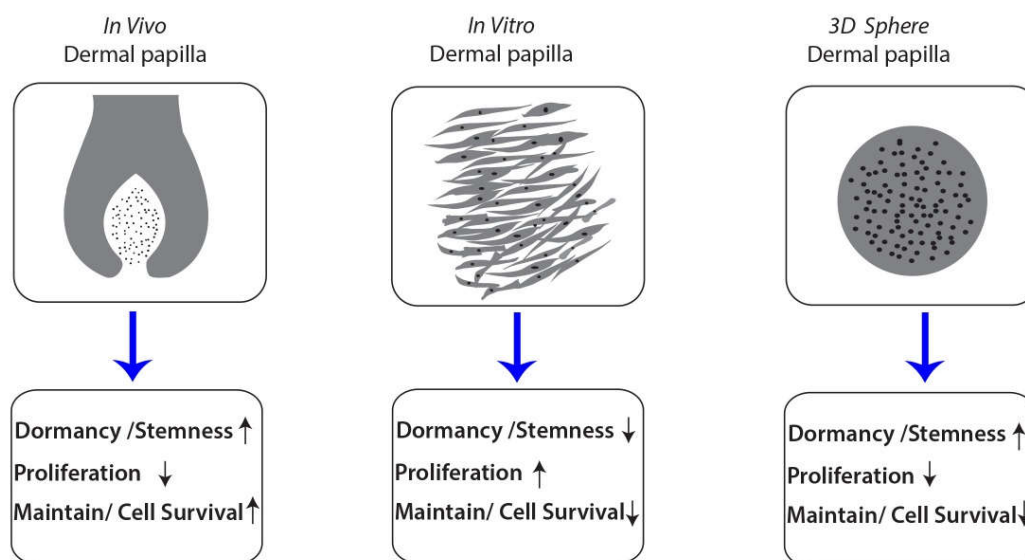 In Vivo
Dermal papilla
In Vitro
Dermal papilla
3D Sphere
Dermal papilla
Dormancy /Stemness ↑
Proliferation ↓
Maintain/ Cell Survival ↑
Dormancy /Stemness ↓
Proliferation ↑
Maintain/ Cell Survival ↓
Dormancy /Stemness ↑
Proliferation ↓
Maintain/ Cell Survival ↓